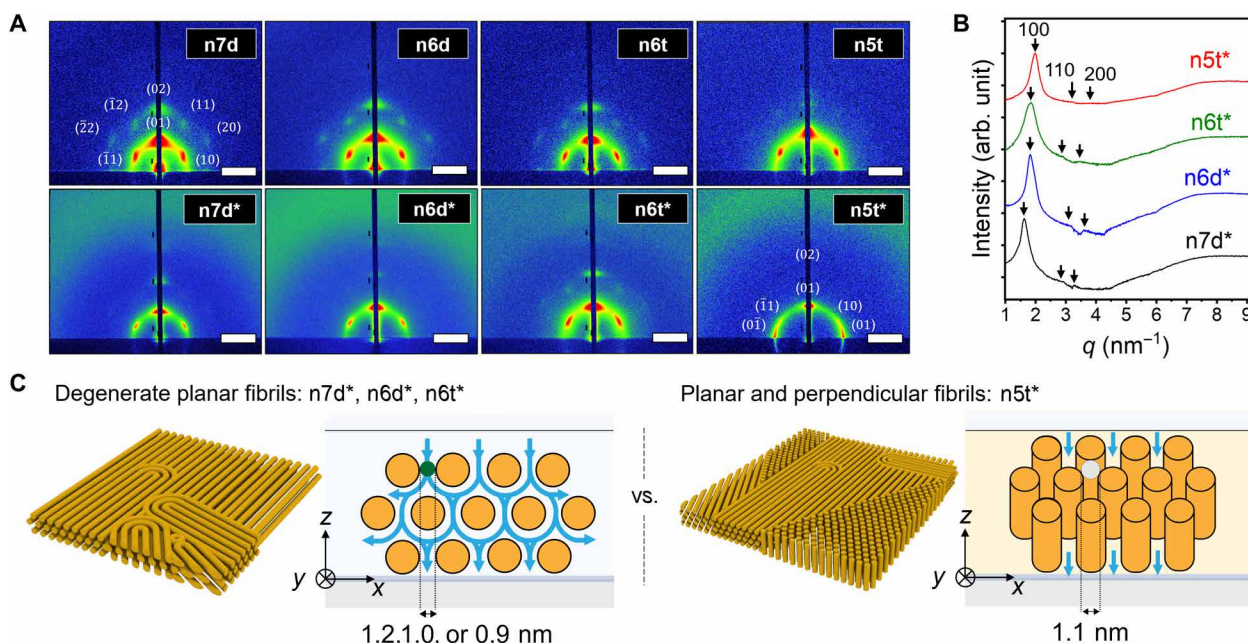 A
n7d
n6d
n6t
n5t
(02)
(1̄2)
(11)
(2̄2)
(01)
(20)
(1̄1)
(10)
n7d*
n6d*
n6t*
n5t*
(02)
(01)
(1̄1)
(10)
(01̄)
(01)
B
100
110
200
n5t*
n6t*
n6d*
n7d*
Intensity (arb. unit)
1 2 3 4 5 6 7 8 9
q (nm⁻¹)
C
Degenerate planar fibrils: n7d*, n6d*, n6t*
z
y
x
1.2,1.0, or 0.9 nm
vs.
Planar and perpendicular fibrils: n5t*
z
y
x
1.1 nm